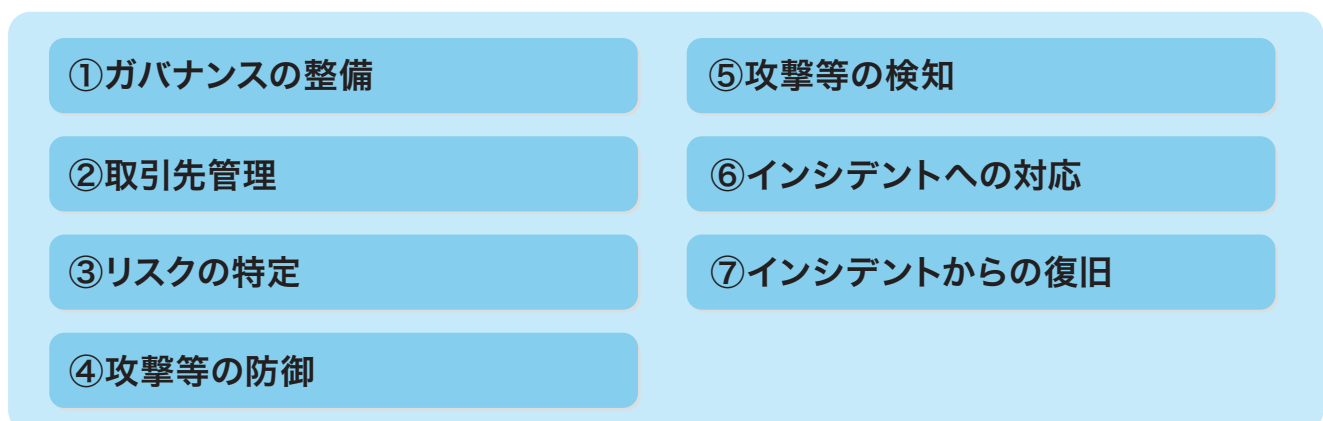 ①ガバナンスの整備
②取引先管理
③リスクの特定
④攻撃等の防御
⑤攻撃等の検知
⑥インシデントへの対応
⑦インシデントからの復旧